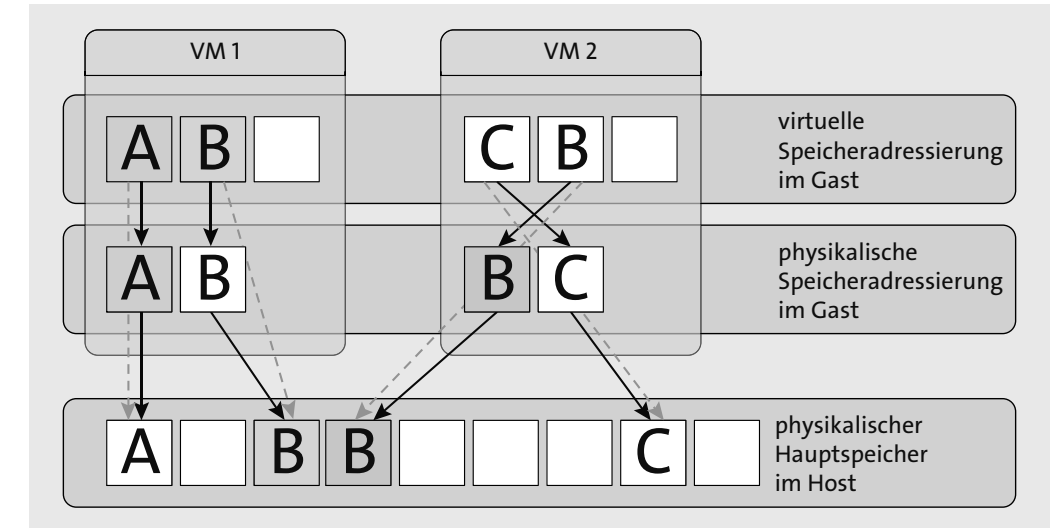 VM 1
VM 2
A B
C B
virtuelle
Speicheradressierung
im Gast
A B
B C
physikalische
Speicheradressierung
im Gast
A B B C
physikalischer
Hauptspeicher
im Host